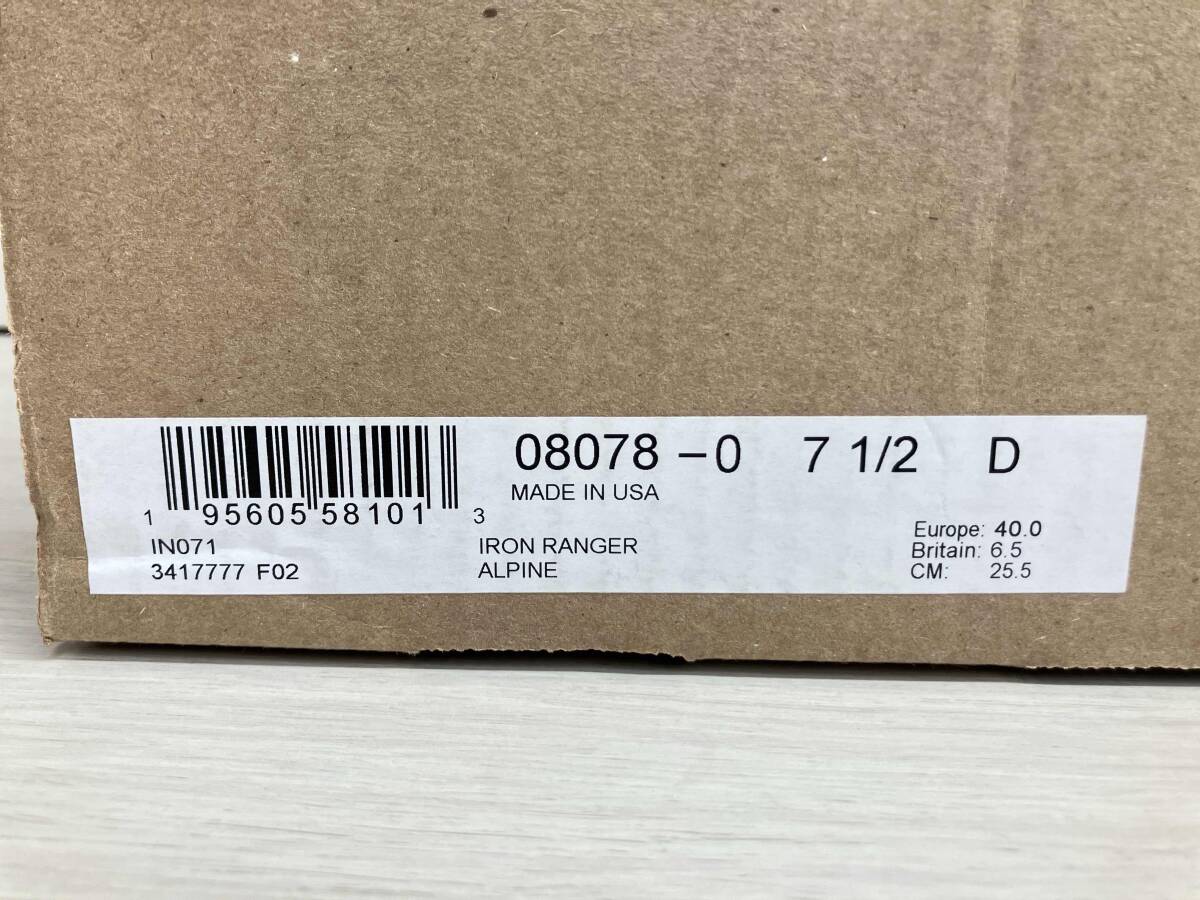 08078 – 0 7 1/2 D
MADE IN USA
1 95605 58101 3
IN071
3417777 F02
IRON RANGER
ALPINE
Europe: 40.0
Britain: 6.5
CM: 25.5